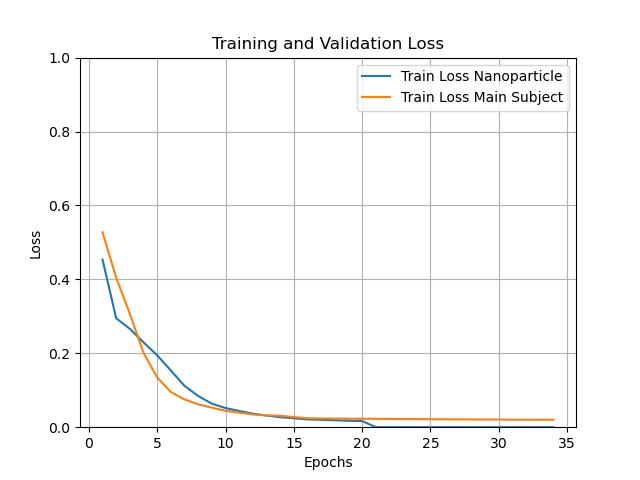 Training and Validation Loss
Train Loss Nanoparticle
Train Loss Main Subject
Loss
1.0
0.8
0.6
0.4
0.2
0.0
0 5 10 15 20 25 30 35
Epochs